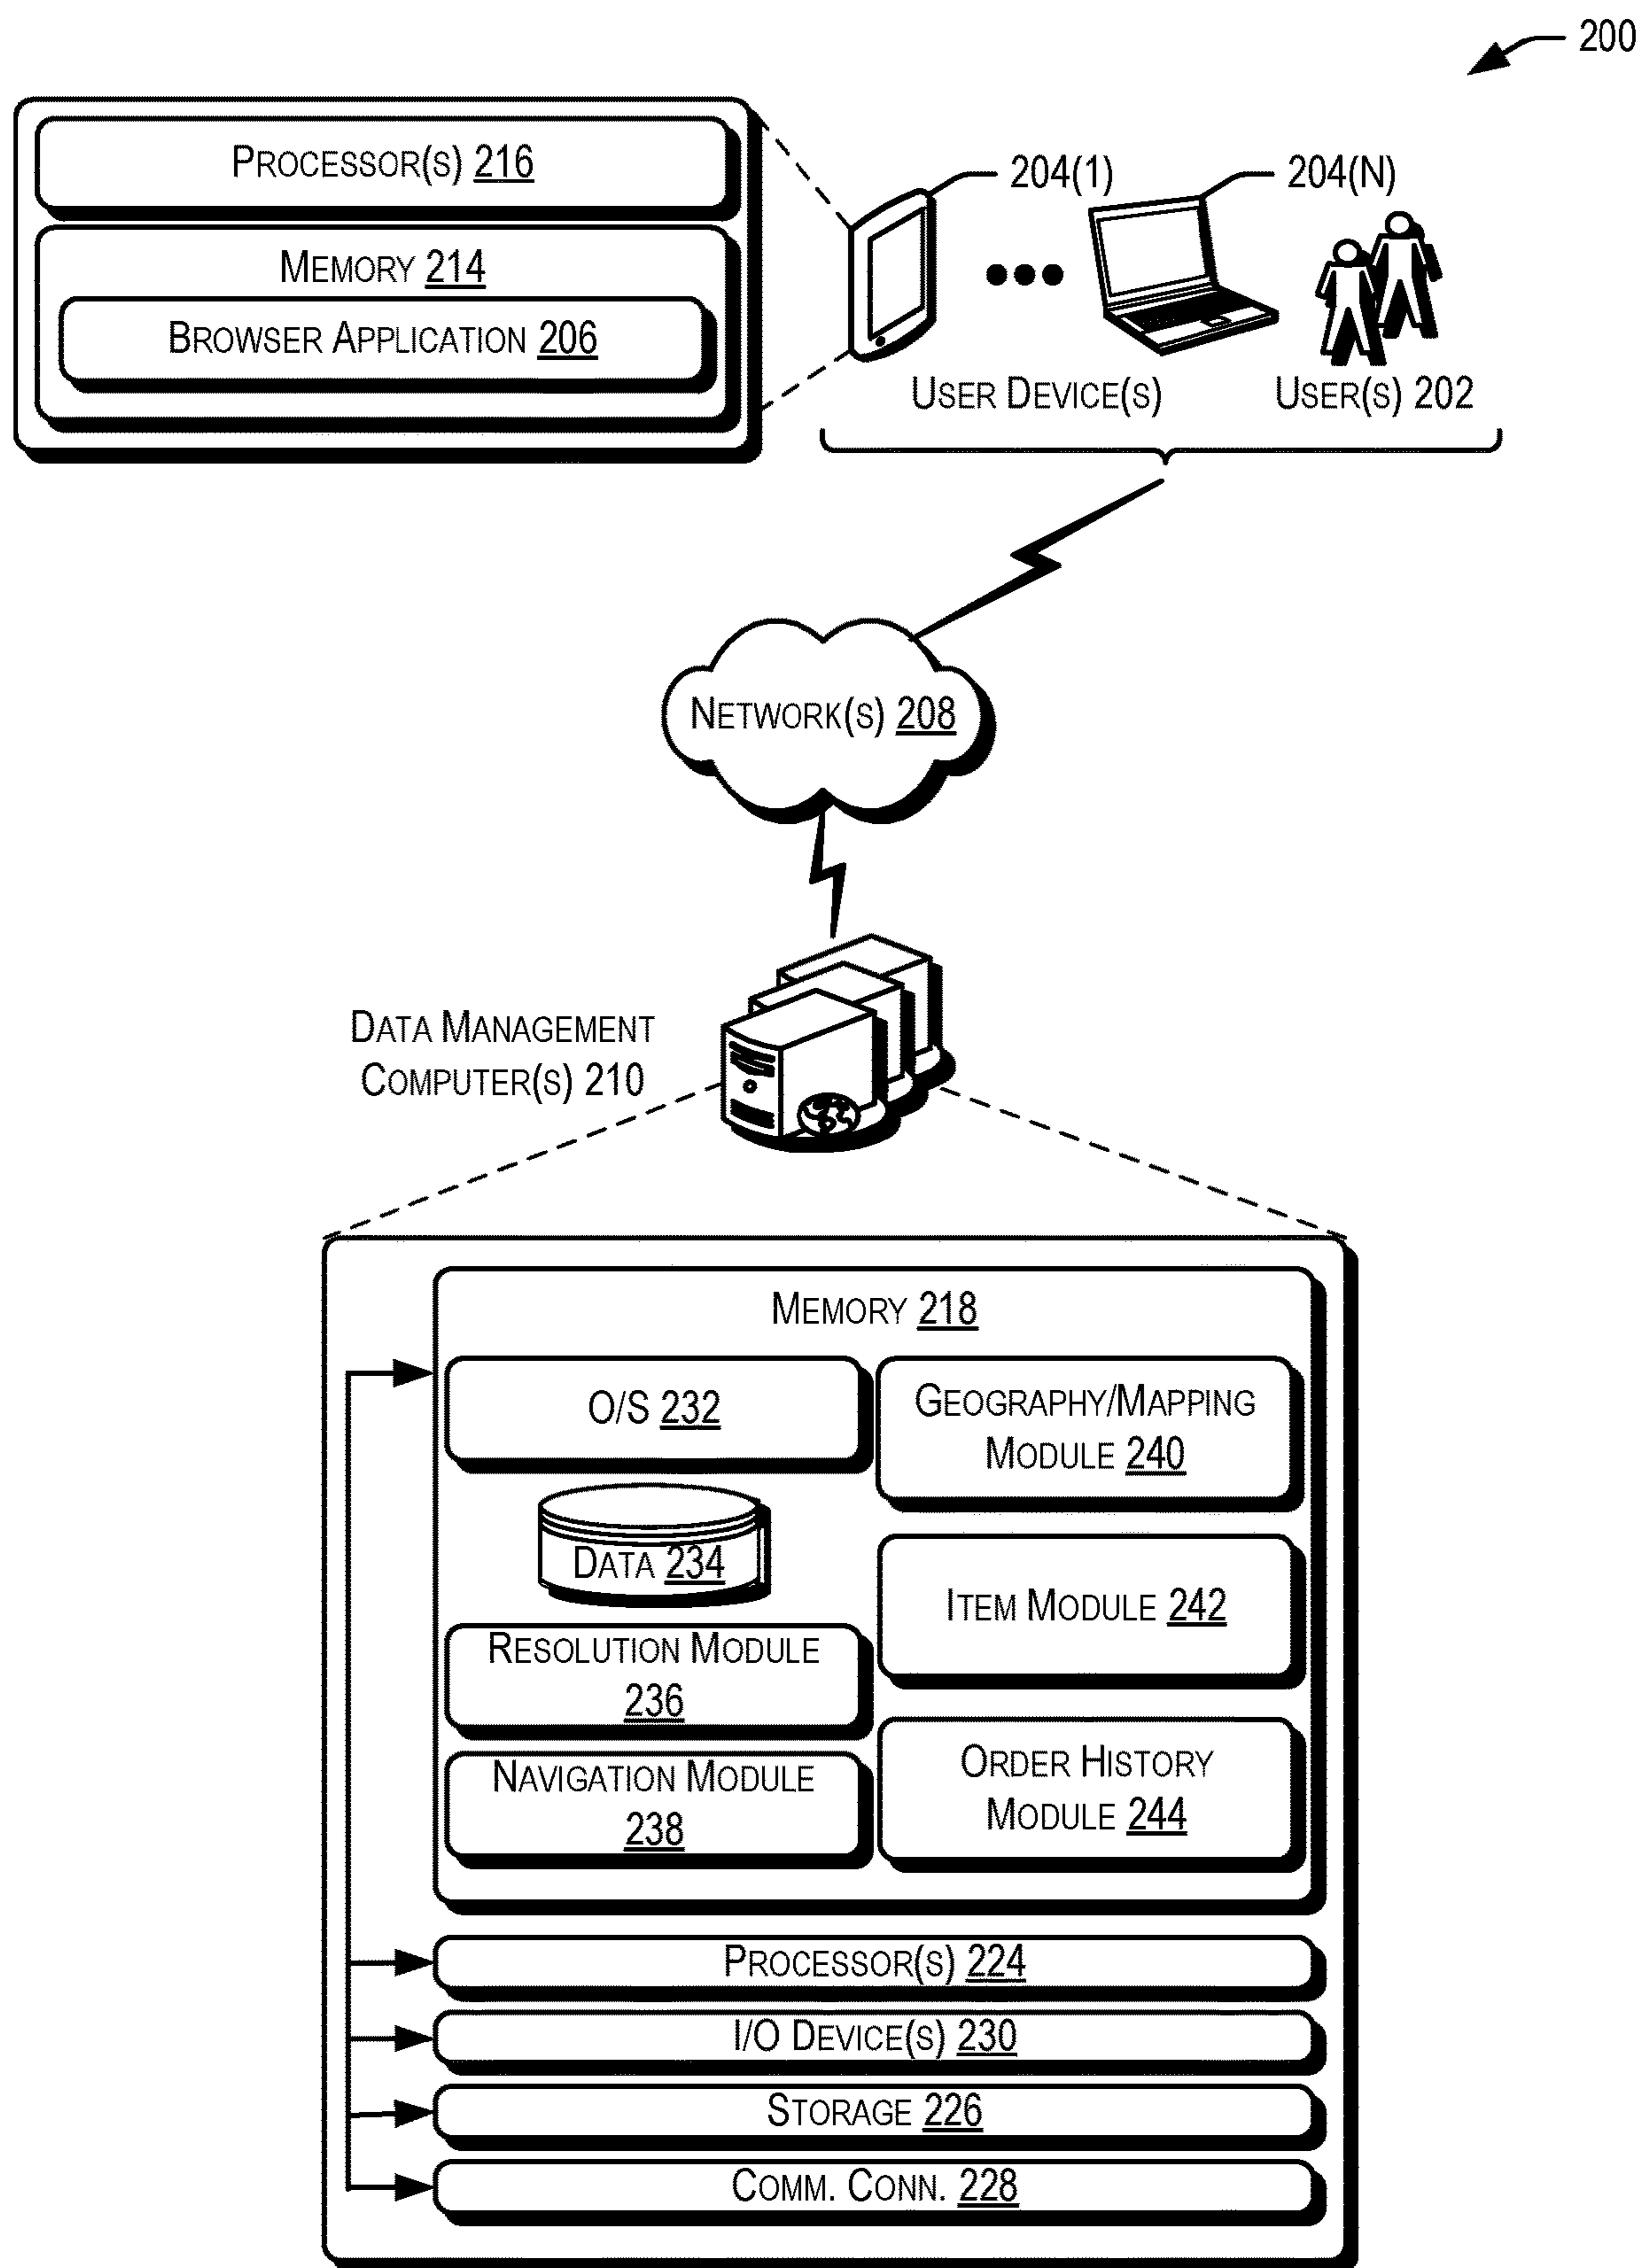 200
Processor(s) 216
Memory 214
Browser Application 206
204(1)
204(N)
User Device(s)
User(s) 202
Network(s) 208
Data Management
Computer(s) 210
Memory 218
O/S 232
Data 234
Resolution Module
236
Navigation Module
238
Geography/Mapping
Module 240
Item Module 242
Order History
Module 244
Processor(s) 224
I/O Device(s) 230
Storage 226
Comm. Conn. 228